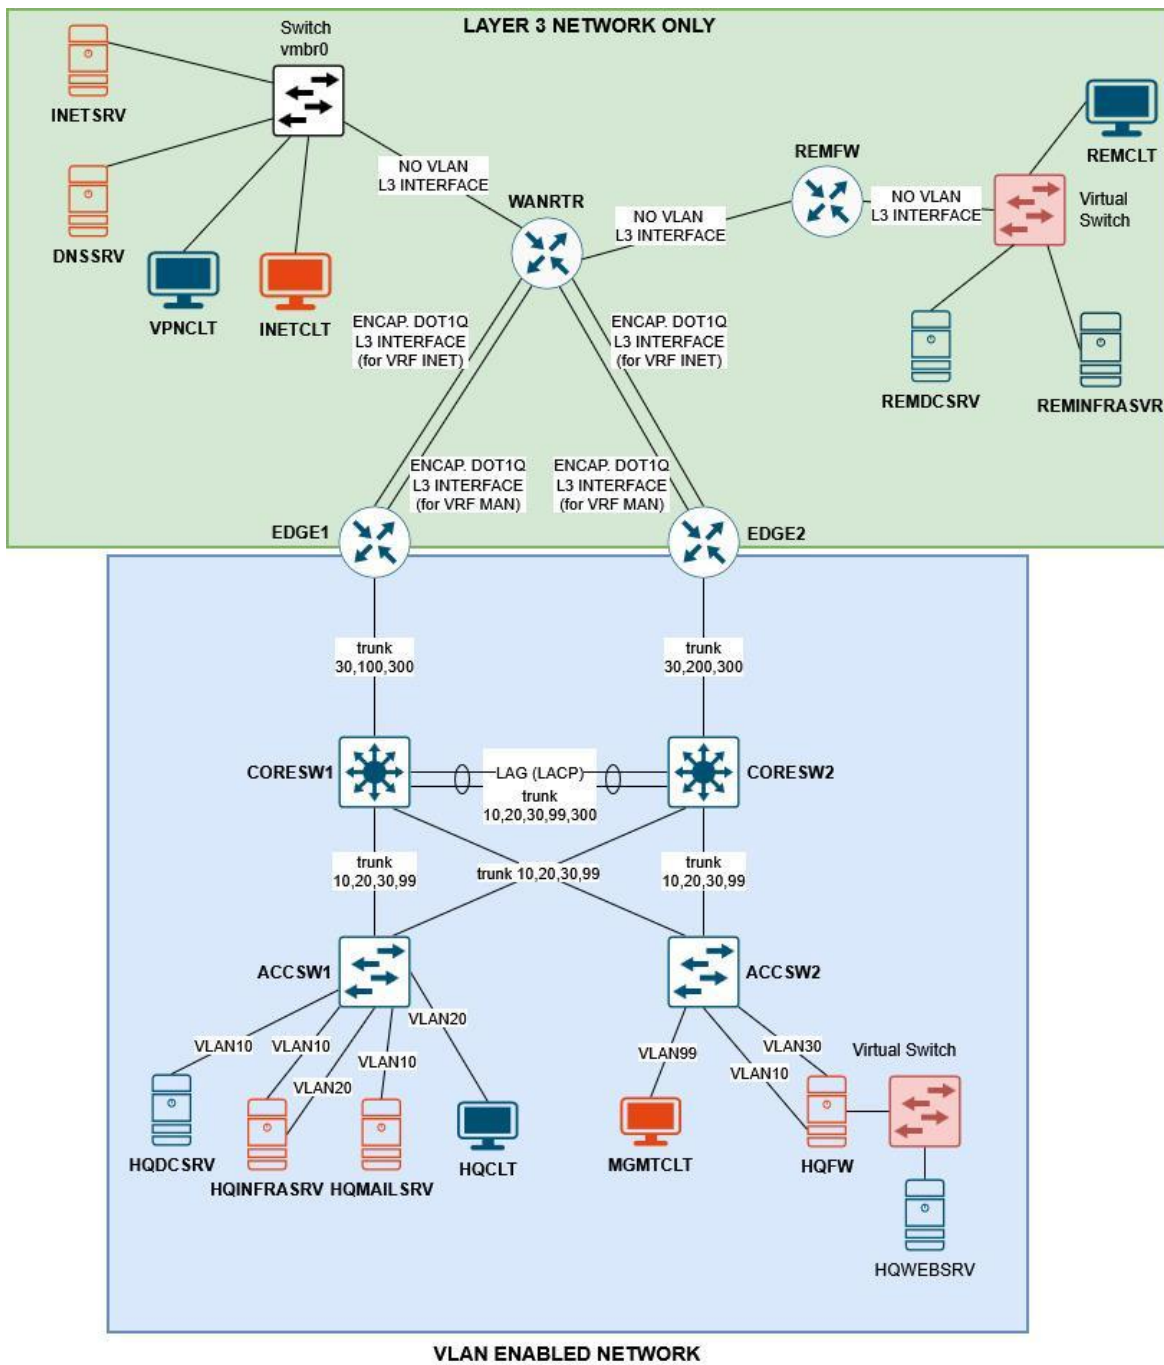 LAYER 3 NETWORK ONLY
Switch
vmbr0
INETSRV
REMCLT
REMFW
NO VLAN
L3 INTERFACE
NO VLAN
L3 INTERFACE
Virtual
Switch
WANRTR
NO VLAN
L3 INTERFACE
DNSSRV
VPNCLT
INETCLT
ENCAP. DOT1Q
L3 INTERFACE
(for VRF INET)
ENCAP. DOT1Q
L3 INTERFACE
(for VRF INET)
REMDCSRV
REMINFRASVR
ENCAP. DOT1Q
L3 INTERFACE
(for VRF MAN)
ENCAP. DOT1Q
L3 INTERFACE
(for VRF MAN)
EDGE1
EDGE2
trunk
30,100,300
trunk
30,200,300
CORESW1
LAG (LACP)
trunk
10,20,30,99,300
CORESW2
trunk
10,20,30,99
trunk 10,20,30,99
trunk
10,20,30,99
ACCSW1
ACCSW2
VLAN20
VLAN10
VLAN10
VLAN10
VLAN20
VLAN99
VLAN30
VLAN10
Virtual Switch
HQDCSRV
HQINFRASRV
HQMAILSRV
HQCLT
MGMTCLT
HQFW
HQWEBSRV
VLAN ENABLED NETWORK